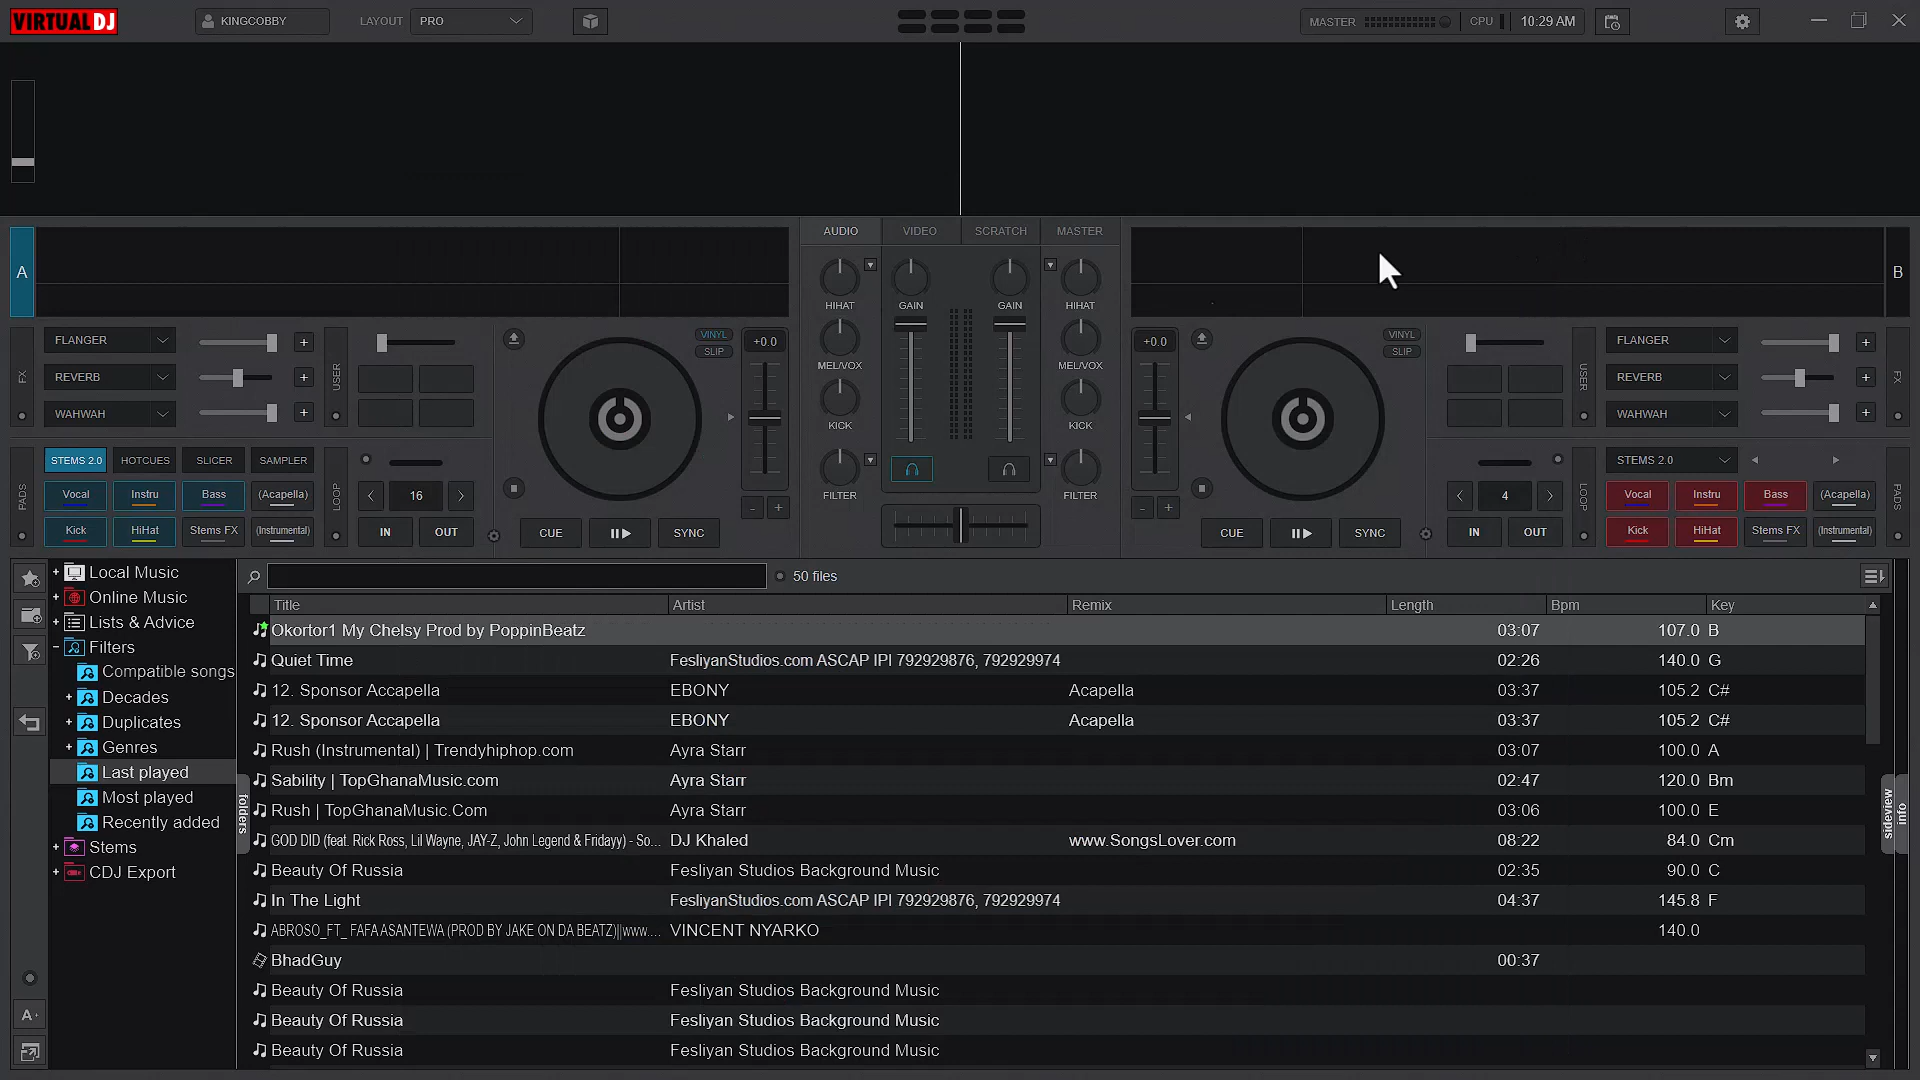 VIRTUAL DJ
KINGCOBBY
LAYOUT PRO
MASTER
CPU
10:29 AM
AUDIO VIDEO SCRATCH MASTER
A
B
HIHAT GAIN GAIN HIHAT
MEL/VOX MEL/VOX
KICK KICK
FILTER FILTER
FX
FLANGER +
REVERB +
WAHWAH +
USER
VINYL
SLIP
+0.0
PADS
STEMS 2.0 HOTCUES SLICER SAMPLER
Vocal Instru Bass (Acapella)
Kick HiHat Stems FX (Instrumental)
LOOP
16
IN OUT
CUE SYNC
- +
+0.0
VINYL
SLIP
- +
CUE SYNC
USER
FLANGER +
REVERB +
WAHWAH +
FX
4
IN OUT
LOOP
STEMS 2.0
Vocal Instru Bass (Acapella)
Kick HiHat Stems FX (Instrumental)
PADS
+ Local Music
+ Online Music
+ Lists & Advice
- Filters
Compatible songs
+ Decades
+ Duplicates
+ Genres
Last played
Most played
Recently added
+ Stems
+ CDJ Export
A+
folders
50 files
Title Artist Remix Length Bpm Key
Okortor1 My Chelsy Prod by PoppinBeatz 03:07 107.0 B
Quiet Time FesliyanStudios.com ASCAP IPI 792929876, 792929974 02:26 140.0 G
12. Sponsor Accapella EBONY Acapella 03:37 105.2 C#
12. Sponsor Accapella EBONY Acapella 03:37 105.2 C#
Rush (Instrumental) | Trendyhiphop.com Ayra Starr 03:07 100.0 A
Sability | TopGhanaMusic.com Ayra Starr 02:47 120.0 Bm
Rush | TopGhanaMusic.Com Ayra Starr 03:06 100.0 E
GOD DID (feat. Rick Ross, Lil Wayne, JAY-Z, John Legend & Fridayy) - So... DJ Khaled www.SongsLover.com 08:22 84.0 Cm
Beauty Of Russia Fesliyan Studios Background Music 02:35 90.0 C
In The Light FesliyanStudios.com ASCAP IPI 792929876, 792929974 04:37 145.8 F
ABROSO_FT_ FAFA ASANTEWA (PROD BY JAKE ON DA BEATZ)||www.... VINCENT NYARKO 140.0
BhadGuy 00:37
Beauty Of Russia Fesliyan Studios Background Music
Beauty Of Russia Fesliyan Studios Background Music
Beauty Of Russia Fesliyan Studios Background Music
sideview
info